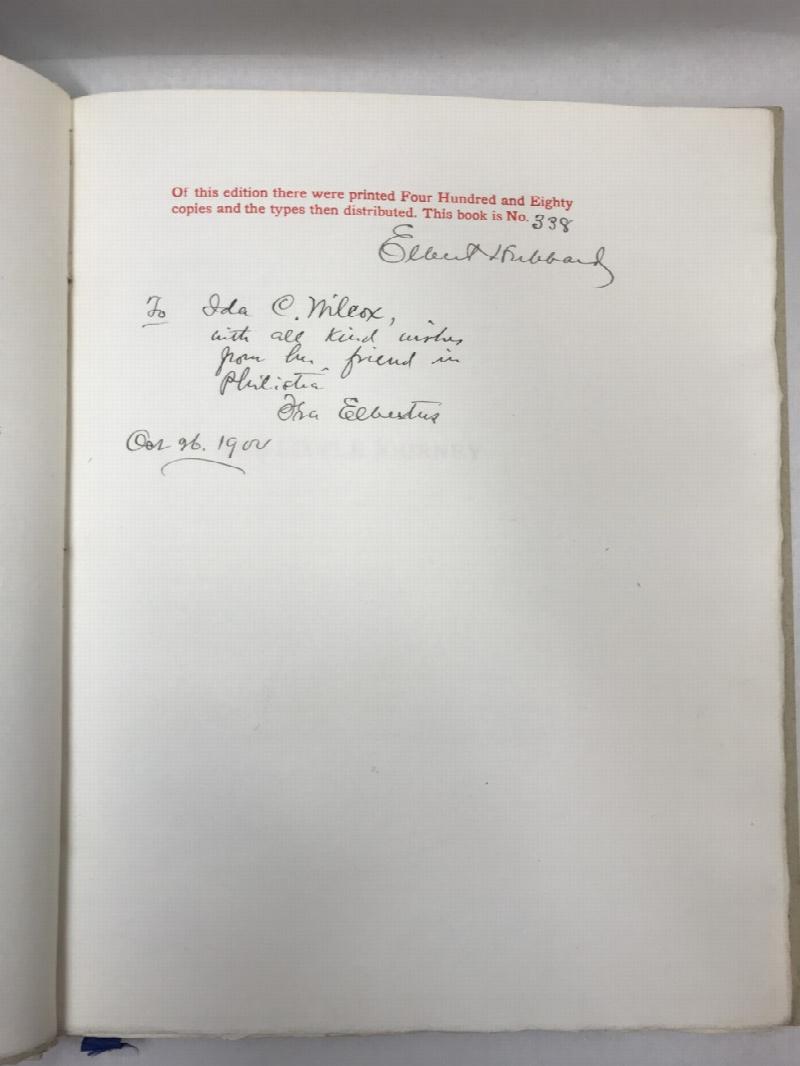 Of this edition there were printed Four Hundred and Eighty
copies and the types then distributed. This book is No. 338
Elbert Hubbard
To Ida C. Wilcox,
with all kind wishes
from her friend in
Philistia
Fra Elbertus
Oct 26. 1900
JOURNEY